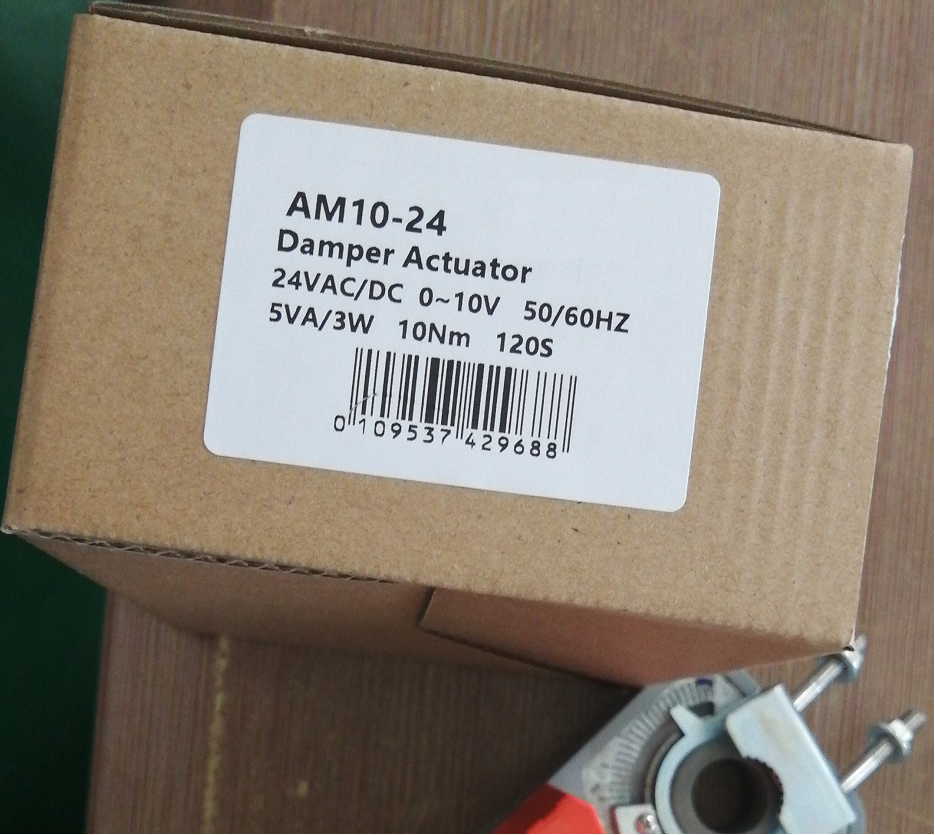 AM10-24
Damper Actuator
24VAC/DC 0~10V 50/60HZ
5VA/3W 10Nm 120S
0 109537 429688